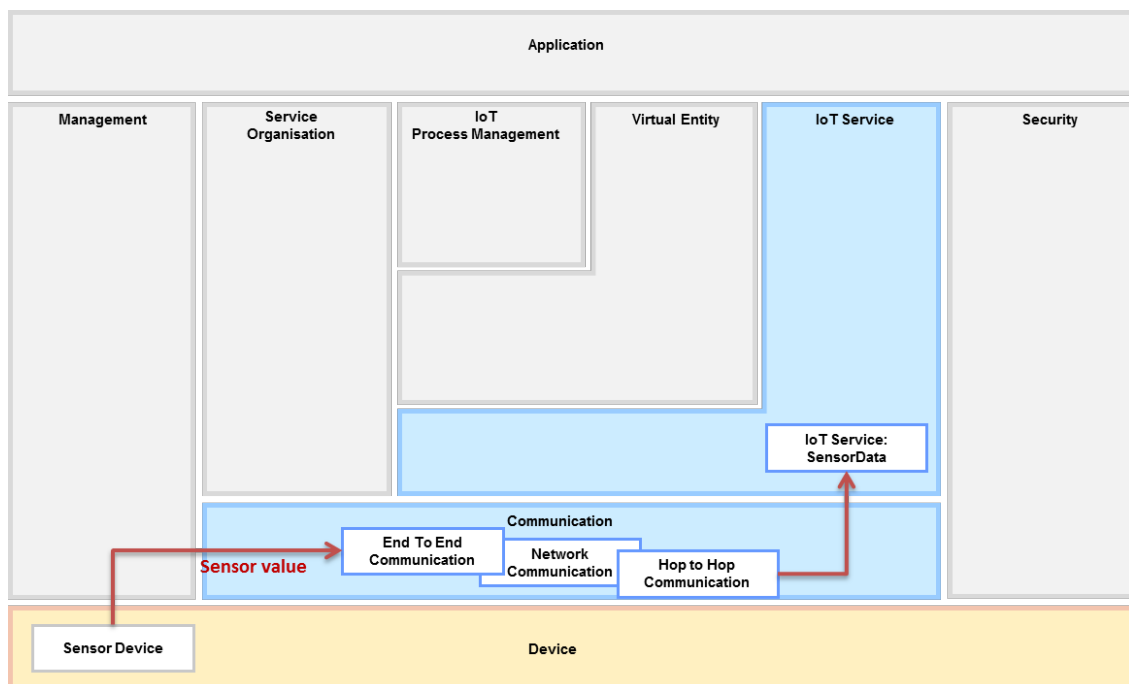 Application
Management
Service
Organisation
IoT
Process Management
Virtual Entity
IoT Service
Security
IoT Service:
SensorData
Communication
End To End
Communication
Network
Communication
Hop to Hop
Communication
Sensor value
Sensor Device
Device